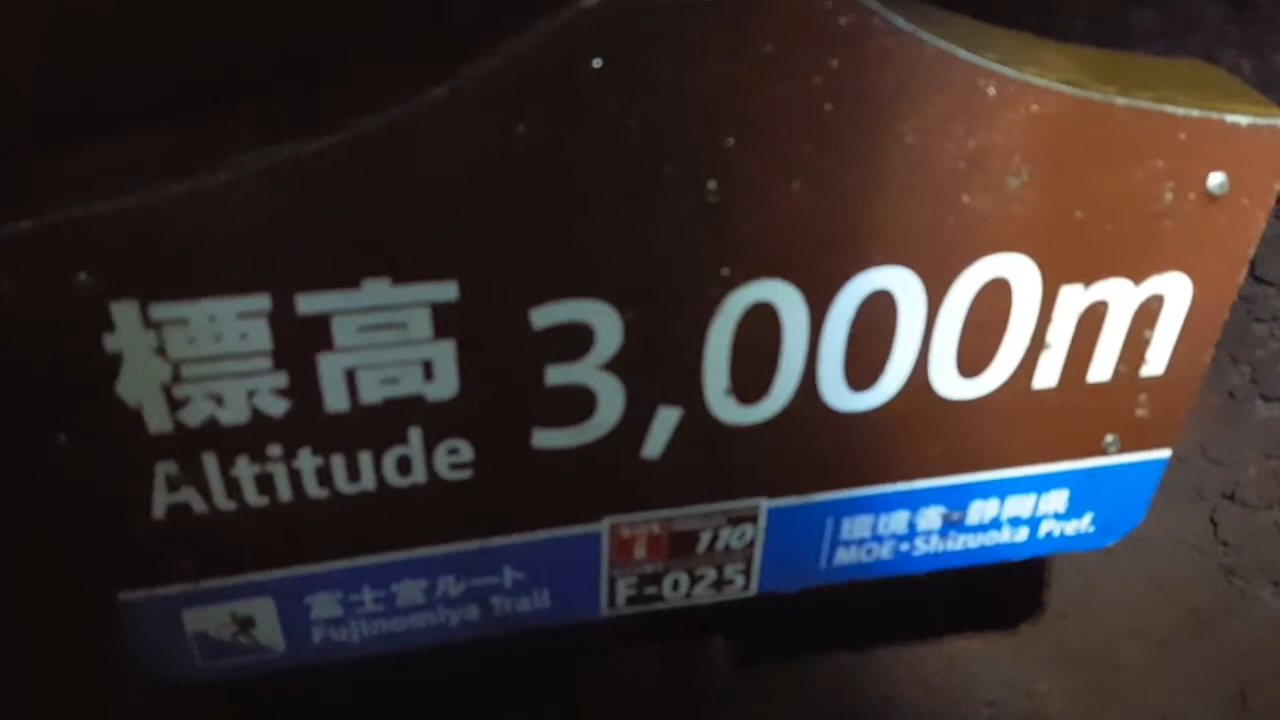 標高 3,000m
Altitude
110
F-025
富士宮ルート
Fujinomiya Trail
環境省・静岡県
MOE・Shizuoka Pref.